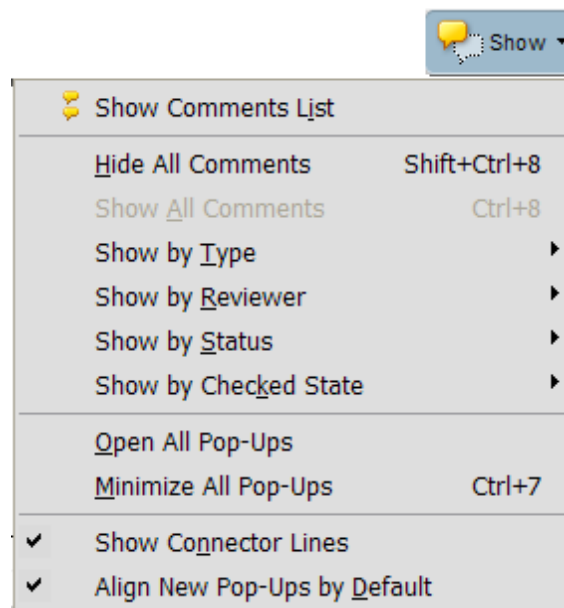 Show
Show Comments List
Hide All Comments Shift+Ctrl+8
Show All Comments Ctrl+8
Show by Type
Show by Reviewer
Show by Status
Show by Checked State
Open All Pop-Ups
Minimize All Pop-Ups Ctrl+7
Show Connector Lines
Align New Pop-Ups by Default